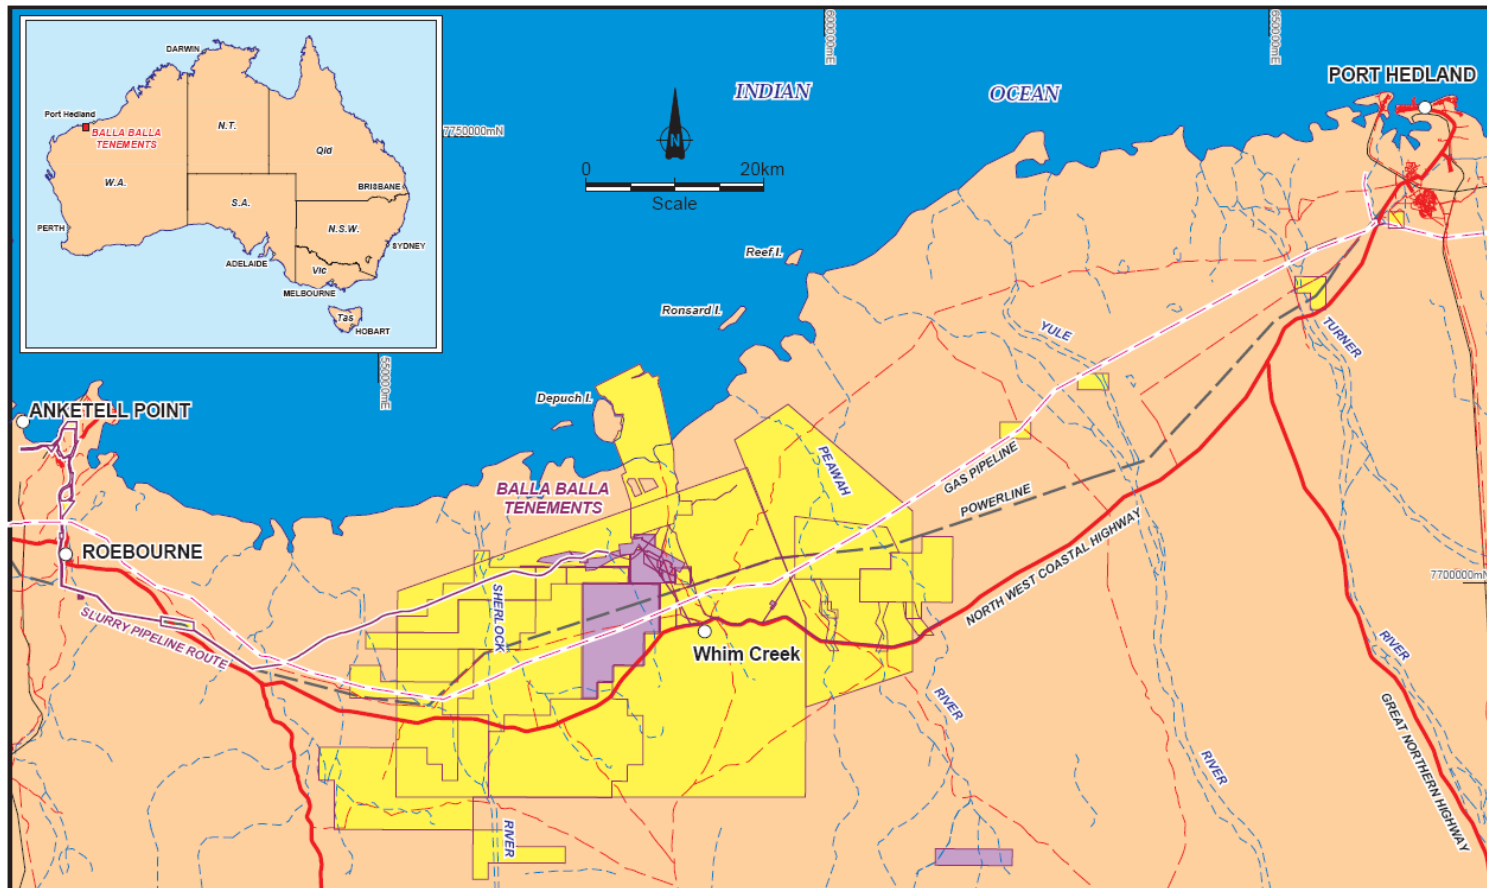 600000mE
650000mE
DARWIN
Port Hedland
BALLA BALLA
TENEMENTS
N.T.
Qld
W.A.
BRISBANE
S.A.
PERTH
N.S.W.
SYDNEY
ADELAIDE
Vic
MELBOURNE
Tas
HOBART
7750000mN
INDIAN
OCEAN
PORT HEDLAND
N
0
20km
Scale
Reef I.
Ronsard I.
YULE
TURNER
550000mE
Depuch I.
ANKETELL POINT
PEAWAH
GAS PIPELINE
BALLA BALLA
TENEMENTS
POWERLINE
ROEBOURNE
NORTH WEST COASTAL HIGHWAY
7700000mN
SHERLOCK
SLURRY PIPELINE ROUTE
Whim Creek
RIVER
RIVER
RIVER
RIVER
GREAT NORTHERN HIGHWAY